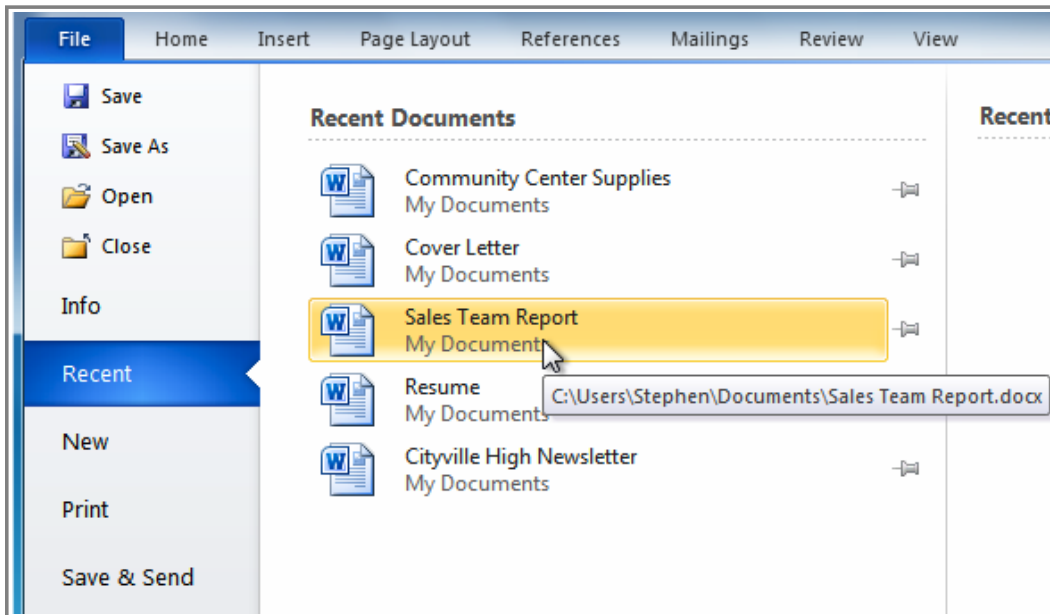 File Home Insert Page Layout References Mailings Review View
Save
Save As
Open
Close
Info
Recent
New
Print
Save & Send
Recent Documents
Community Center Supplies
My Documents
Cover Letter
My Documents
Sales Team Report
My Document
C:\Users\Stephen\Documents\Sales Team Report.docx
Resume
My Documents
Cityville High Newsletter
My Documents
Recent